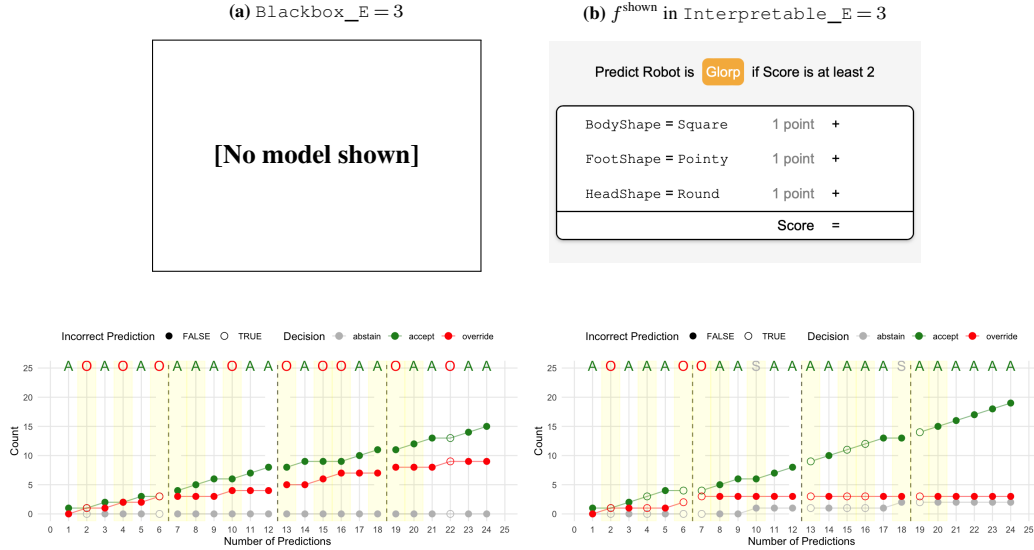 (a) Blackbox_E = 3
[No model shown]
Incorrect Prediction FALSE TRUE Decision abstain accept override
25 A O A O A O A A A O A A O A O O A A O A A O A A
20
15
10
5
0
Count
0 1 2 3 4 5 6 7 8 9 10 11 12 13 14 15 16 17 18 19 20 21 22 23 24 25
Number of Predictions
(b) f^shown in Interpretable_E = 3
Predict Robot is Glorp if Score is at least 2
BodyShape = Square 1 point +
FootShape = Pointy 1 point +
HeadShape = Round 1 point +
Score =
Incorrect Prediction FALSE TRUE Decision abstain accept override
25 A O A A A O O A A S A A A A A A A S A A A A A A
20
15
10
5
0
Count
0 1 2 3 4 5 6 7 8 9 10 11 12 13 14 15 16 17 18 19 20 21 22 23 24 25
Number of Predictions